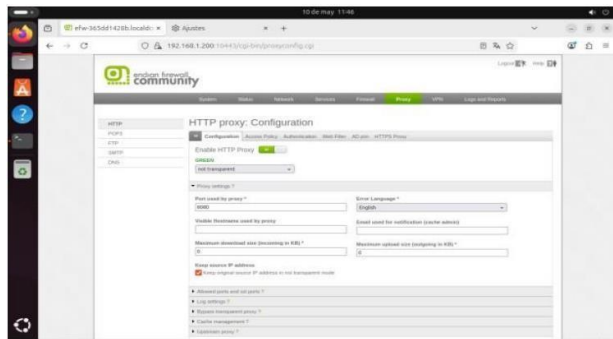 10 de may 11:46
efw-365dd1428b.localdo
Ajustes
192.168.1.200:10443/cgi-bin/proxyconfig.cgi
Logout Help
endian firewall
community
System Status Network Services Firewall Proxy VPN Logs and Reports
HTTP
POP3
FTP
SMTP
DNS
HTTP proxy: Configuration
Configuration Access Policy Authentication Web Filter AD join HTTPS Proxy
Enable HTTP Proxy
GREEN
not transparent
Proxy settings ?
Port used by proxy * Error Language *
8080 English
Visible Hostname used by proxy Email used for notification (cache admin)
Maximum download size (incoming in KB) * Maximum upload size (outgoing in KB) *
0 0
Keep source IP address
Keep original source IP address in not transparent mode
Allowed ports and ssl ports ?
Log settings ?
Bypass transparent proxy ?
Cache management ?
Upstream proxy ?